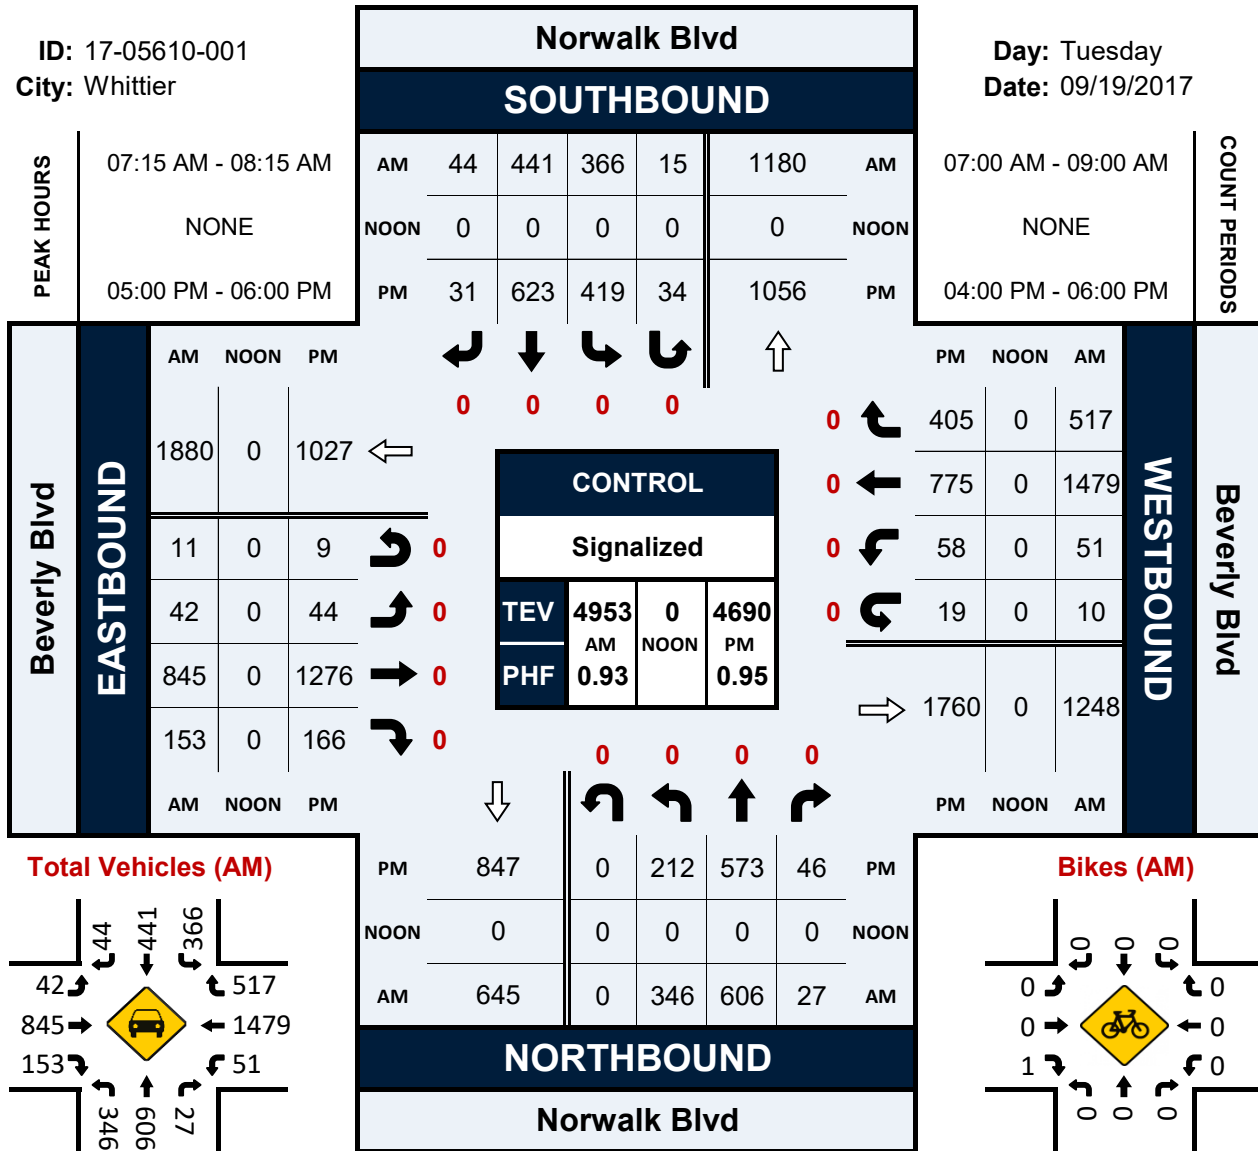 Norwalk Blvd
ID: 17-05610-001
Day: Tuesday
City: Whittier
Date: 09/19/2017
SOUTHBOUND
PEAK HOURS
07:15 AM - 08:15 AM
NONE
05:00 PM - 06:00 PM
AM 44 441 366 15 1180 AM
NOON 0 0 0 0 0 NOON
PM 31 623 419 34 1056 PM
07:00 AM - 09:00 AM
NONE
04:00 PM - 06:00 PM
COUNT PERIODS
0 0 0 0
Beverly Blvd
EASTBOUND
AM NOON PM
1880 0 1027
11 0 9 0
42 0 44 0
845 0 1276 0
153 0 166 0
AM NOON PM
CONTROL
Signalized
TEV 4953 0 4690
AM NOON PM
PHF 0.93 0.95
PM NOON AM
0 405 0 517
0 775 0 1479
0 58 0 51
0 19 0 10
1760 0 1248
PM NOON AM
WESTBOUND
Beverly Blvd
0 0 0 0
PM 847 0 212 573 46 PM
NOON 0 0 0 0 0 NOON
AM 645 0 346 606 27 AM
NORTHBOUND
Norwalk Blvd
Total Vehicles (AM)
44 441 366
42 517
845 1479
153 51
346 606 27
Bikes (AM)
0 0 0
0 0
0 0
1 0
0 0 0